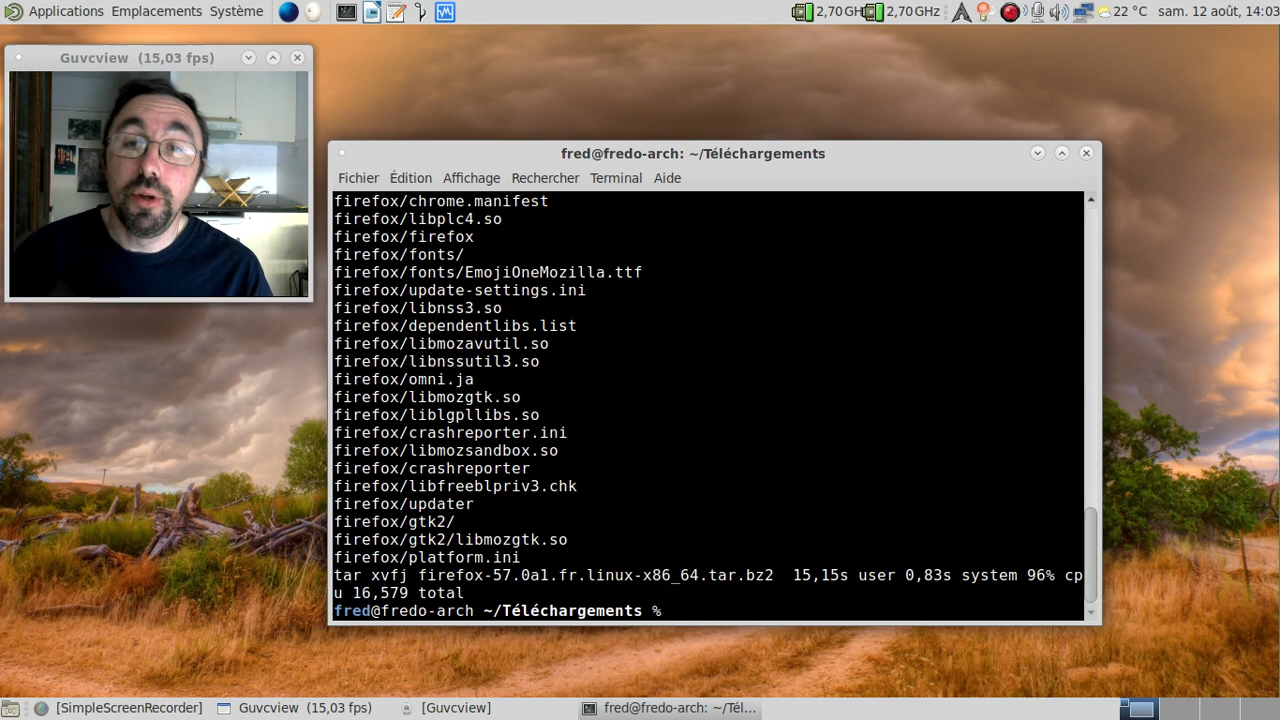 Applications Emplacements Système
2,70 GHz 2,70 GHz 22 °C sam. 12 août, 14:03
Guvcview (15,03 fps)
fred@fredo-arch: ~/Téléchargements
Fichier Édition Affichage Rechercher Terminal Aide
firefox/chrome.manifest
firefox/libplc4.so
firefox/firefox
firefox/fonts/
firefox/fonts/EmojiOneMozilla.ttf
firefox/update-settings.ini
firefox/libnss3.so
firefox/dependentlibs.list
firefox/libmozavutil.so
firefox/libnssutil3.so
firefox/omni.ja
firefox/libmozgtk.so
firefox/liblgpllibs.so
firefox/crashreporter.ini
firefox/libmozsandbox.so
firefox/crashreporter
firefox/libfreeblpriv3.chk
firefox/updater
firefox/gtk2/
firefox/gtk2/libmozgtk.so
firefox/platform.ini
tar xvfj firefox-57.0a1.fr.linux-x86_64.tar.bz2  15,15s user 0,83s system 96% cp
u 16,579 total
fred@fredo-arch ~/Téléchargements %
[SimpleScreenRecorder] Guvcview (15,03 fps) [Guvcview] fred@fredo-arch: ~/Tél...